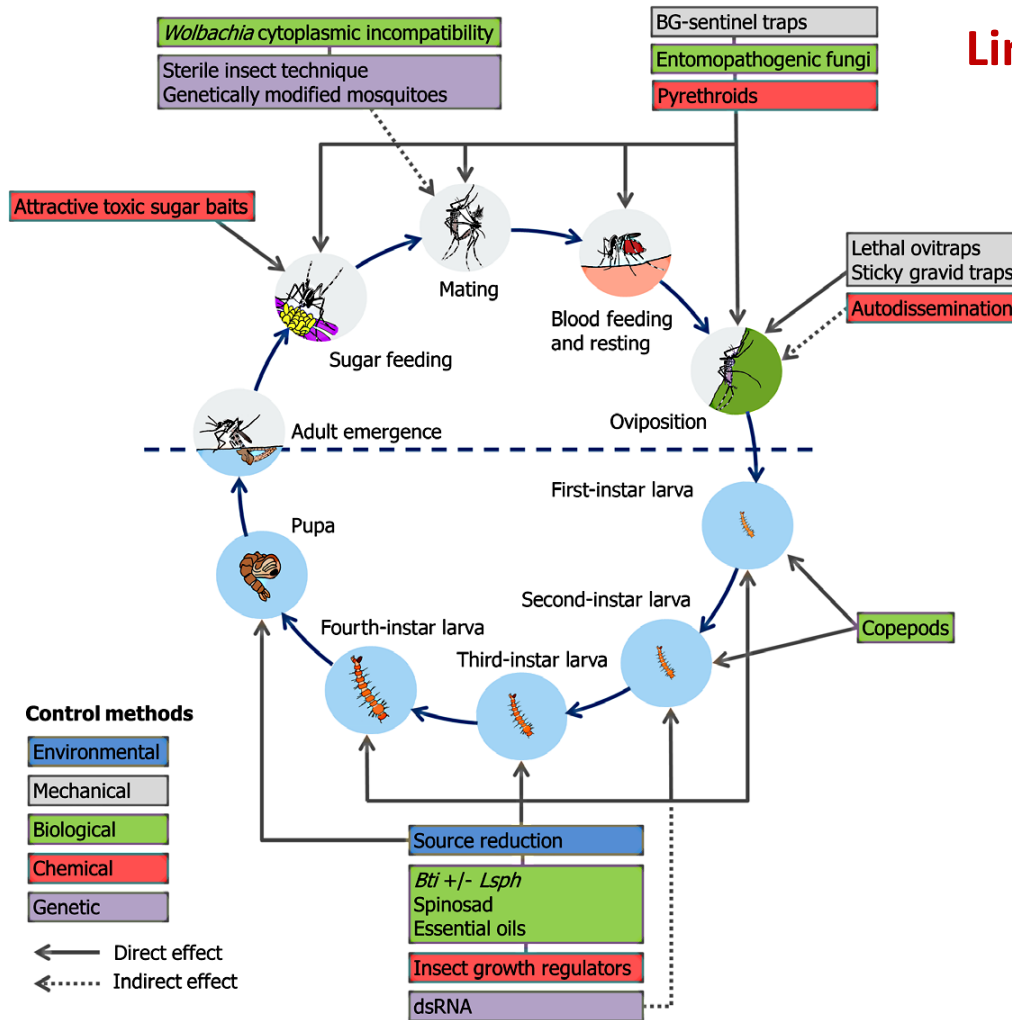 Wolbachia cytoplasmic incompatibility
Sterile insect technique
Genetically modified mosquitoes
BG-sentinel traps
Entomopathogenic fungi
Pyrethroids
Attractive toxic sugar baits
Mating
Lethal ovitraps
Sticky gravid traps
Autodissemination
Blood feeding
and resting
Sugar feeding
Oviposition
Adult emergence
First-instar larva
Pupa
Second-instar larva
Fourth-instar larva
Third-instar larva
Copepods
Control methods
Environmental
Mechanical
Biological
Chemical
Genetic
Direct effect
Indirect effect
Source reduction
Bti +/- Lsph
Spinosad
Essential oils
Insect growth regulators
dsRNA